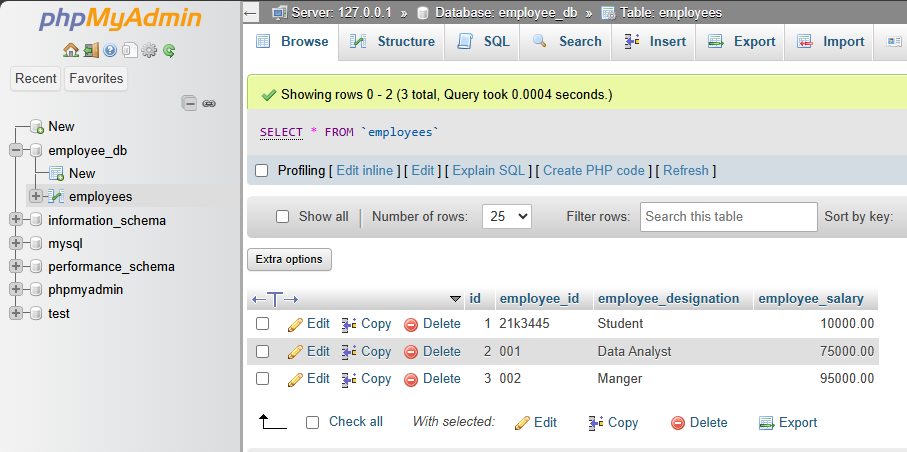 phpMyAdmin
Recent Favorites
New
employee_db
New
employees
information_schema
mysql
performance_schema
phpmyadmin
test
Server: 127.0.0.1 » Database: employee_db » Table: employees
Browse Structure SQL Search Insert Export Import
Showing rows 0 - 2 (3 total, Query took 0.0004 seconds.)
SELECT * FROM `employees`
Profiling [ Edit inline ] [ Edit ] [ Explain SQL ] [ Create PHP code ] [ Refresh ]
Show all | Number of rows: 25 Filter rows: Search this table Sort by key:
Extra options
←T→ id employee_id employee_designation employee_salary
Edit Copy Delete 1 21k3445 Student 10000.00
Edit Copy Delete 2 001 Data Analyst 75000.00
Edit Copy Delete 3 002 Manger 95000.00
Check all With selected: Edit Copy Delete Export